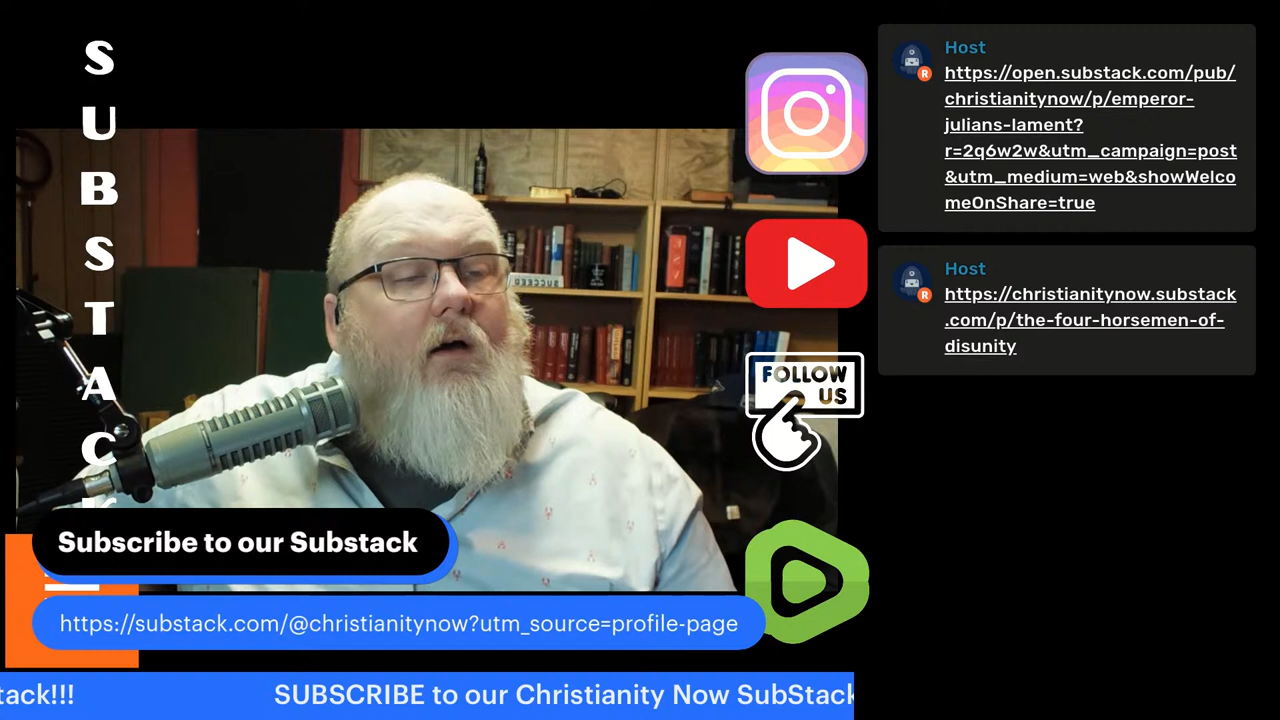 SUBSTACK
Host
https://open.substack.com/pub/
christianitynow/p/emperor-
julians-lament?
r=2q6w2w&utm_campaign=post
&utm_medium=web&showWelco
meOnShare=true
Host
https://christianitynow.substack
.com/p/the-four-horsemen-of-
disunity
FOLLOW
US
Subscribe to our Substack
https://substack.com/@christianitynow?utm_source=profile-page
tack!!! SUBSCRIBE to our Christianity Now SubStack